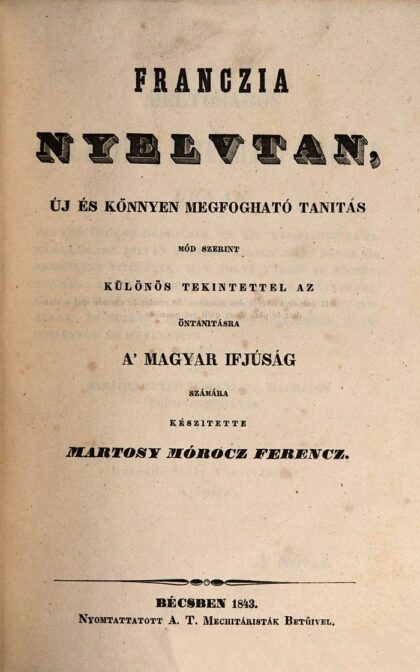 FRANCZIA
NYELVTAN,
ÚJ ÉS KÖNNYEN MEGFOGHATÓ TANITÁS
MÓD SZERINT
KÜLÖNÖS TEKINTETTEL AZ
ÖNTANITÁSRA
A' MAGYAR IFJÚSÁG
SZÁMÁRA
KÉSZITETTE
MARTOSY MÓROCZ FERENCZ.
BÉCSBEN 1843.
NYOMTATTATOTT A. T. MECHITÁRISTÁK BETŰIVEL.